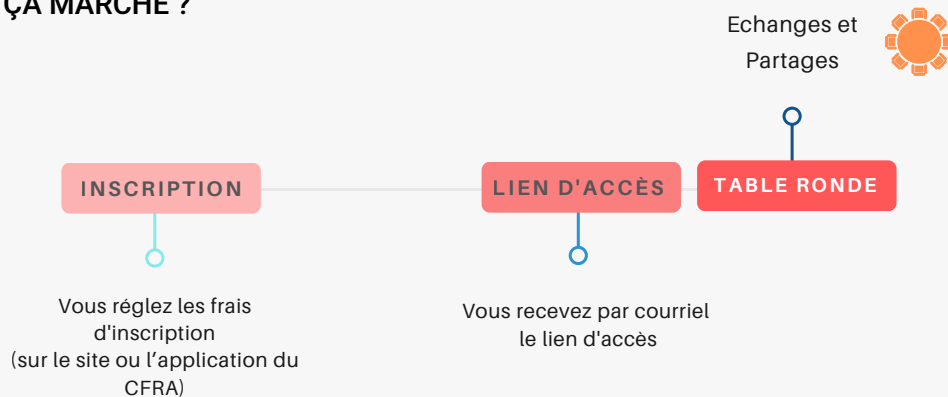 ÇA MARCHE ?
Echanges et
Partages
INSCRIPTION
LIEN D'ACCÈS
TABLE RONDE
Vous réglez les frais
d'inscription
(sur le site ou l’application du
CFRA)
Vous recevez par courriel
le lien d'accès